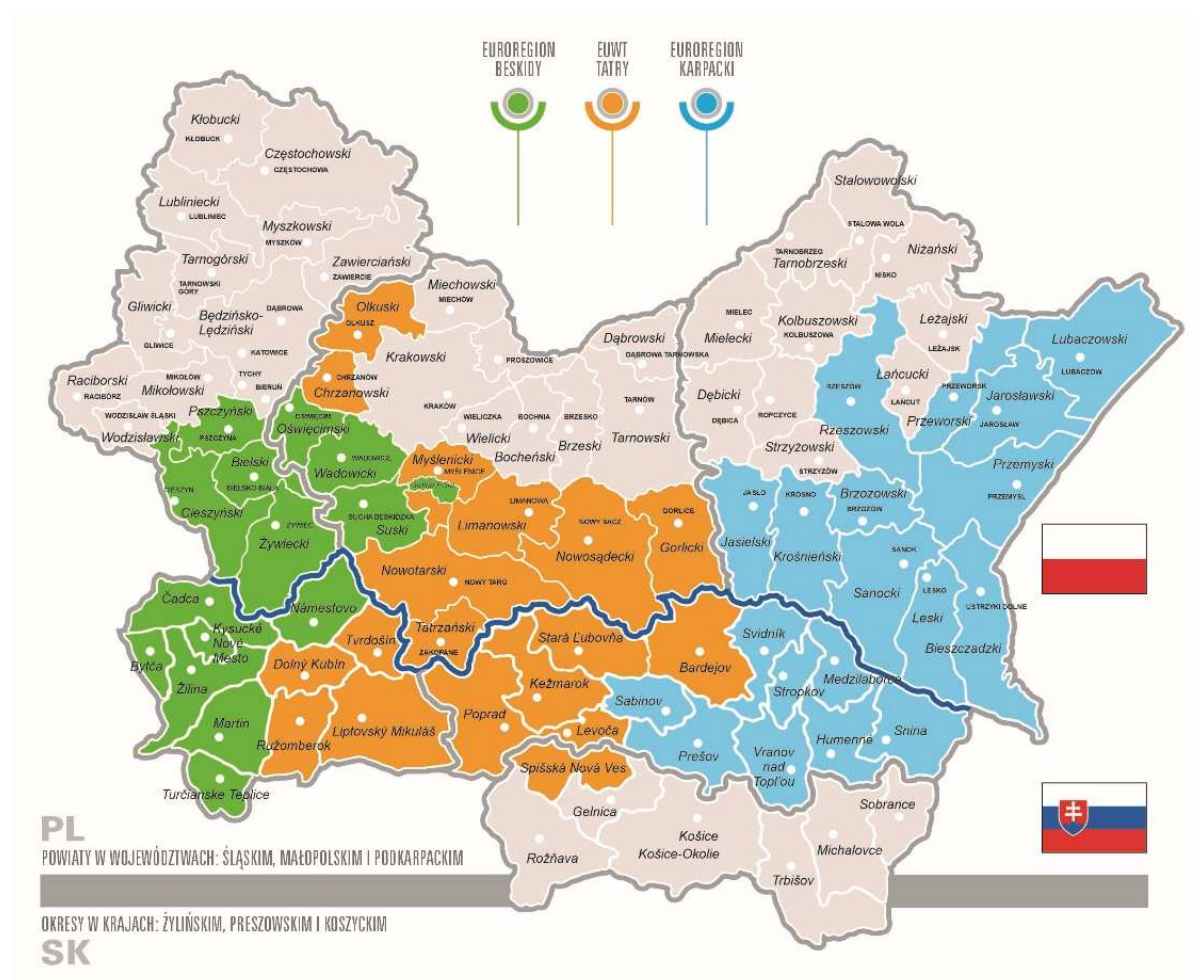 EUROREGION
BESKIDY
EUWT
TATRY
EUROREGION
KARPACKI
Kłobucki
KŁOBUCK
Częstochowski
CZĘSTOCHOWA
Lubliniecki
LUBLINIEC
Myszkowski
MYSZKÓW
Tarnogórski
TARNOWSKI
GÓRY
Zawierciański
ZAWIERCIE
Gliwicki
GLIWICE
Będzińsko-
Lędziński
DĄBROWA
KATOWICE
Raciborski
RACIBÓRZ
MIKOŁÓW
Mikołowski
TYCHY
BIERUŃ
WODZISŁAW ŚLĄSKI
Wodzisławski
Pszczyński
PSZCZYNA
Bielski
BIELSKO-BIAŁA
CIESZYN
Cieszyński
ŻYWIEC
Żywiecki
Olkuski
OLKUSZ
Miechowski
MIECHÓW
CHRZANÓW
Chrzanowski
Krakowski
KRAKÓW
PROSZOWICE
Dąbrowski
DĄBROWA TARNOWSKA
OŚWIĘCIM
Oświęcimski
WADOWICE
Wadowicki
WIELICZKA
Wielicki
BOCHNIA
Bocheński
BRZESKO
Brzeski
TARNÓW
Tarnowski
Myślenicki
MYŚLENICE
SUCHA BESKIDZKA
Suski
LIMANOWA
Limanowski
NOWY SĄCZ
Nowosądecki
GORLICE
Gorlicki
Nowotarski
NOWY TARG
Tatrzański
ZAKOPANE
Stalowowolski
STALOWA WOLA
TARNOBRZEG
Tarnobrzeski
Niżański
NISKO
MIELEC
Mielecki
Kolbuszowski
KOLBUSZOWA
Leżajski
LEŻAJSK
Lubaczowski
LUBACZOW
Dębicki
DĘBICA
ROPCZYCE
RZESZÓW
Rzeszowski
Łańcucki
ŁAŃCUT
PRZEWORSK
Przeworski
Jarosławski
JAROSŁAW
Strzyżowski
STRZYZÓW
Przemyski
PRZEMYŚL
JASŁO
Jasielski
KROSNO
Krośnieński
Brzozowski
BRZOZÓW
SANOK
Sanocki
LESKO
Leski
USTRZYKI DOLNE
Bieszczadzki
Čadca
Kysucké
Nové
Mesto
Bytča
Žilina
Martin
Turčianske Teplice
Námestovo
Tvrdošín
Dolný Kubín
Ružomberok
Liptovský Mikuláš
Poprad
Stará Ľubovňa
Kežmarok
Levoča
Spišská Nová Ves
Bardejov
Sabinov
Prešov
Svidník
Stropkov
Medzilaborce
Vranov
nad
Topľou
Humenné
Snina
Gelnica
Rožňava
Košice
Košice-Okolie
Trbišov
Michalovce
Sobrance
PL
POWIATY W WOJEWÓDZTWACH: ŚLĄSKIM, MAŁOPOLSKIM I PODKARPACKIM
OKRESY W KRAJACH: ŻYLIŃSKIM, PRESZOWSKIM I KOSZYCKIM
SK